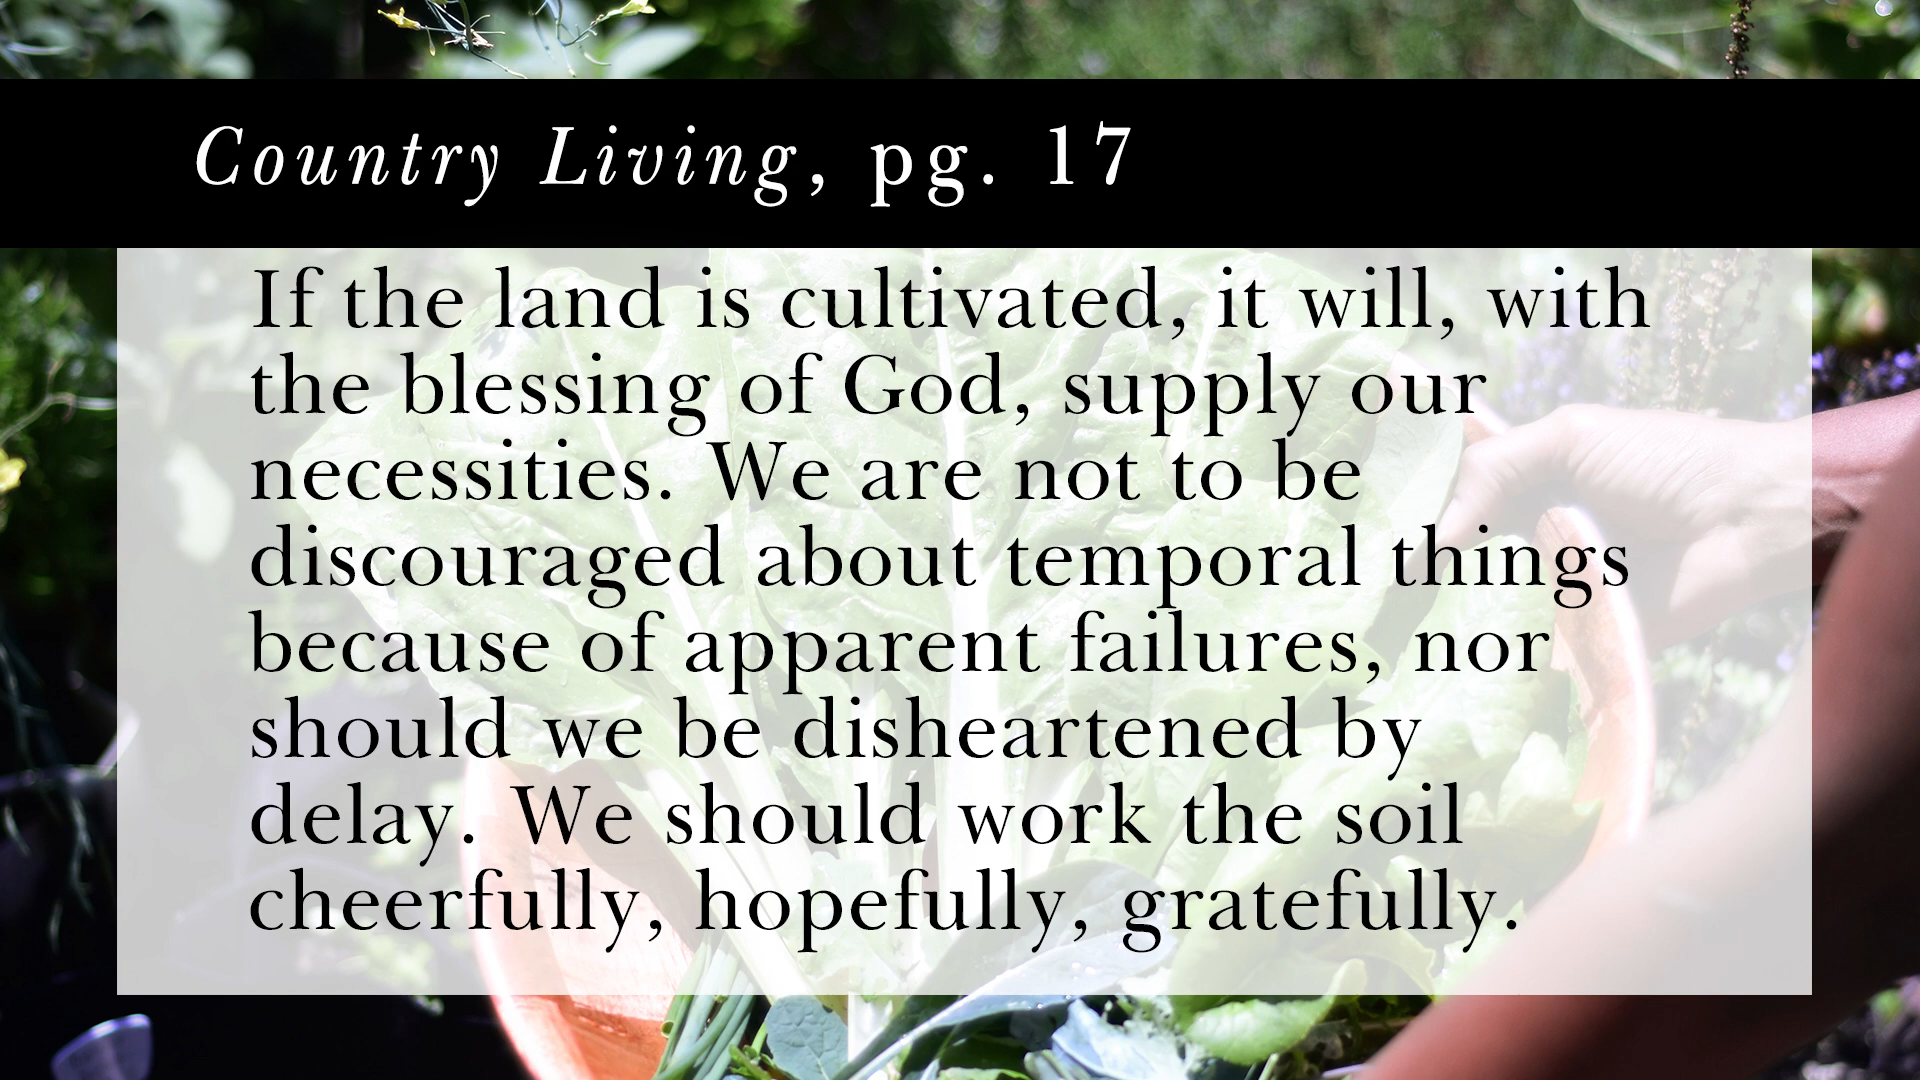 Country Living, pg. 17
If the land is cultivated, it will, with
the blessing of God, supply our
necessities. We are not to be
discouraged about temporal things
because of apparent failures, nor
should we be disheartened by
delay. We should work the soil
cheerfully, hopefully, gratefully.